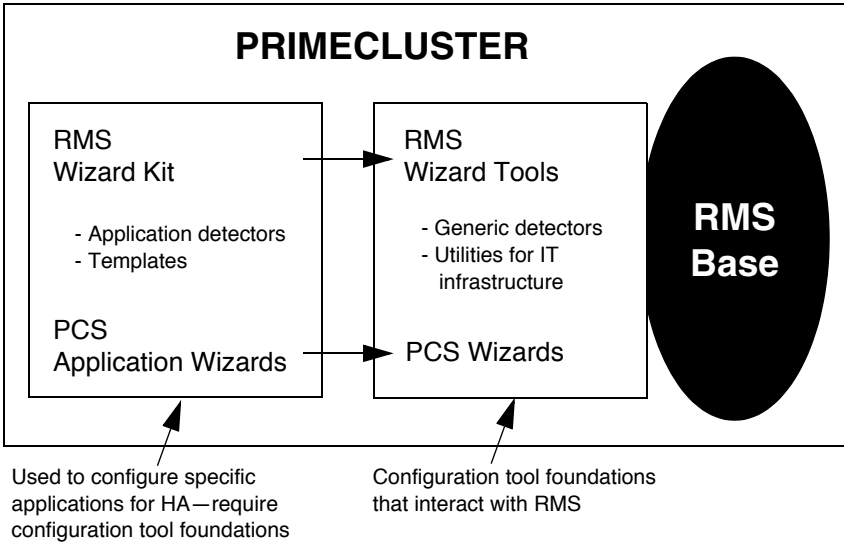 PRIMECLUSTER
RMS
Wizard Kit
- Application detectors
- Templates
PCS
Application Wizards
RMS
Wizard Tools
- Generic detectors
- Utilities for IT
infrastructure
PCS Wizards
RMS
Base
Used to configure specific
applications for HA—require
configuration tool foundations
Configuration tool foundations
that interact with RMS